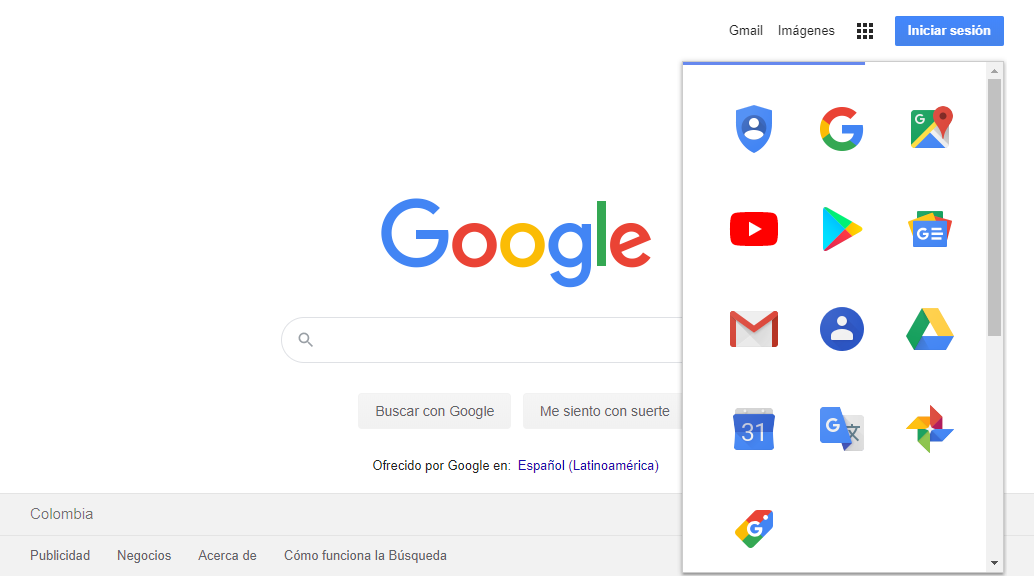 Gmail Imágenes Iniciar sesión
G
G
G
31 G 文
G
Google
Buscar con Google Me siento con suerte
Ofrecido por Google en: Español (Latinoamérica)
Colombia
Publicidad Negocios Acerca de Cómo funciona la Búsqueda